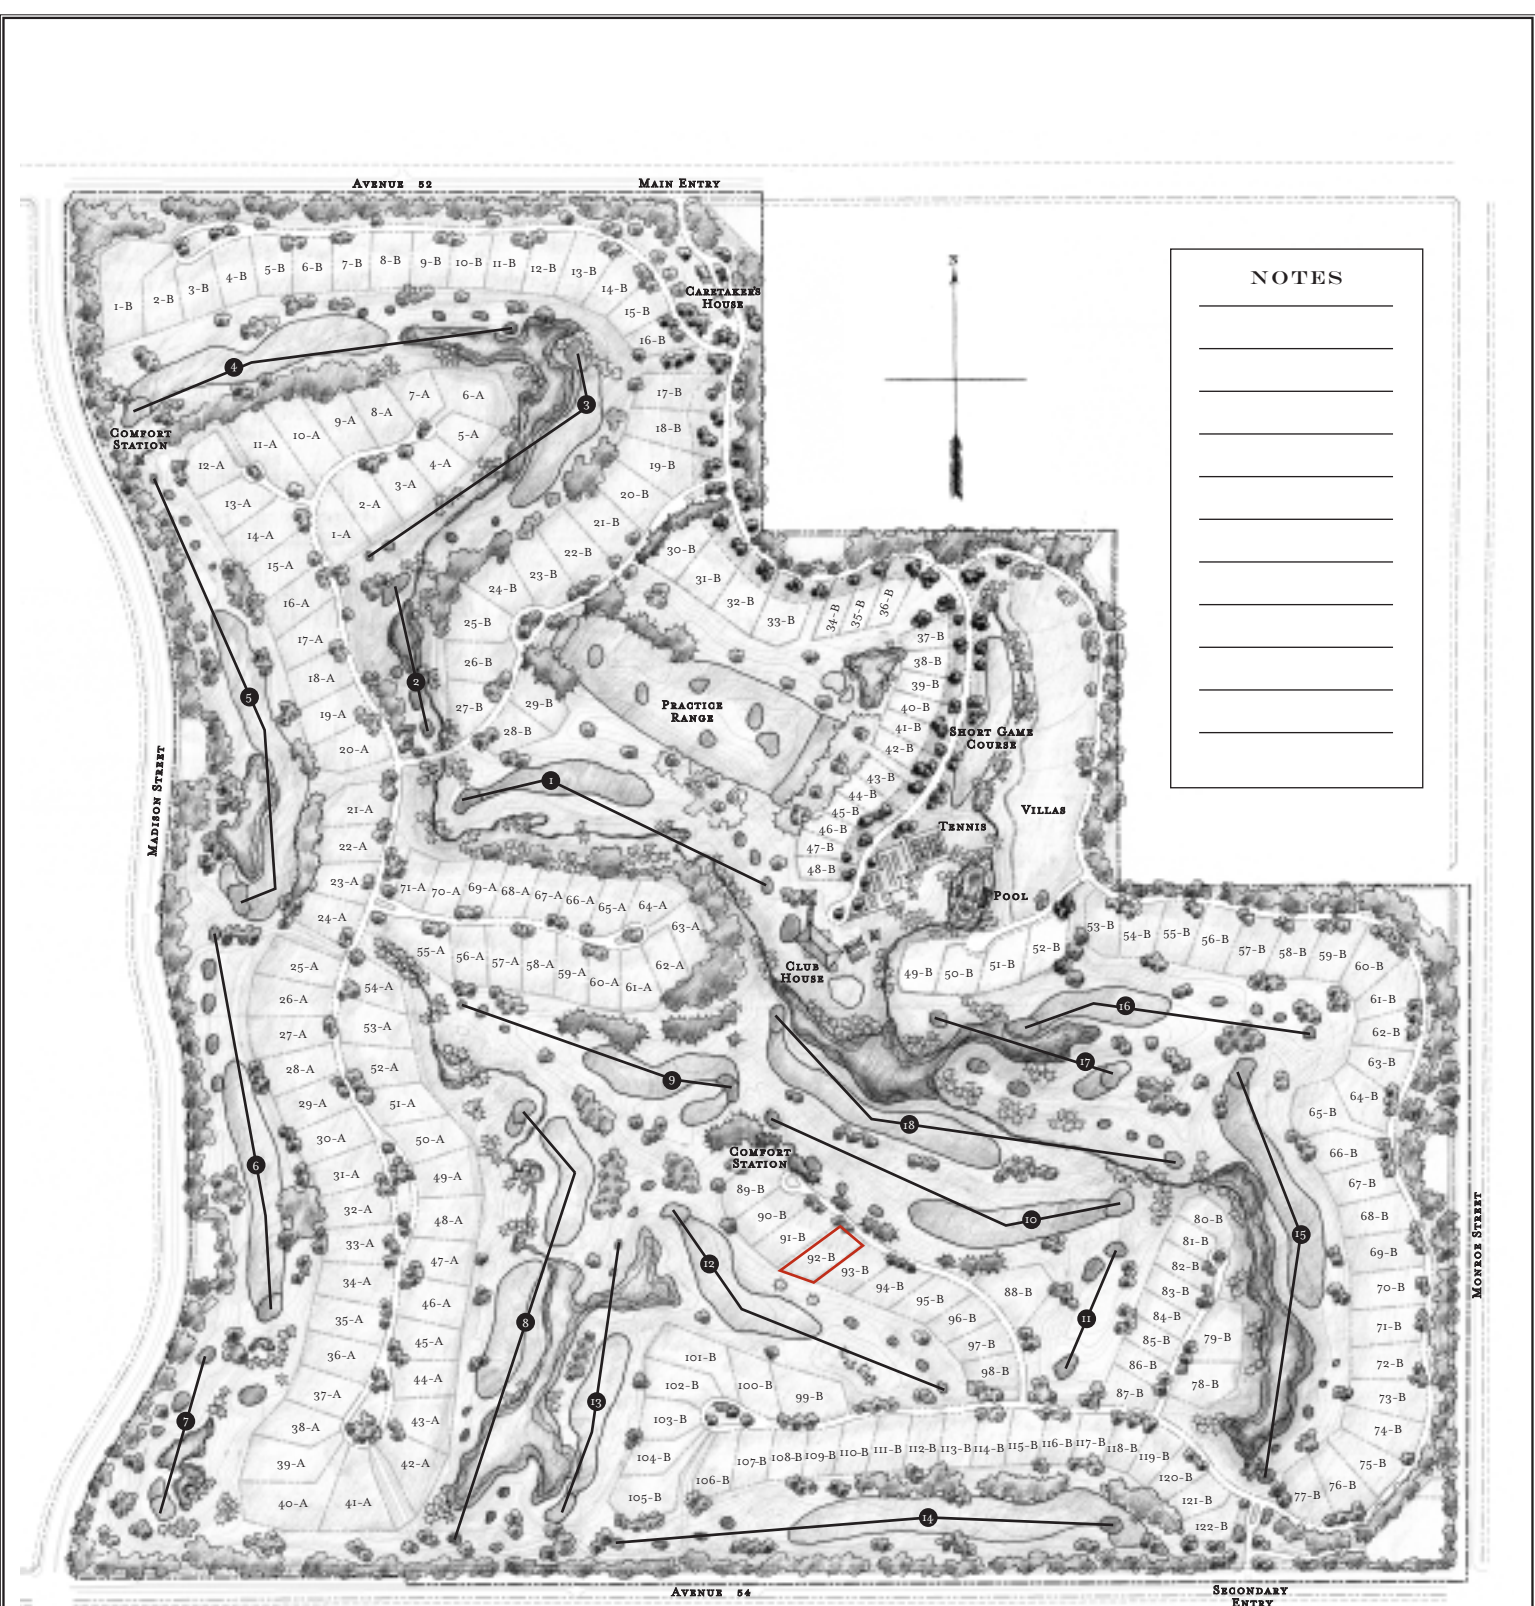 AVENUE 52
MAIN ENTRY
N
NOTES
CARETAKER'S
HOUSE
1-B
2-B
3-B
4-B
5-B
6-B
7-B
8-B
9-B
10-B
11-B
12-B
13-B
14-B
15-B
16-B
17-B
18-B
19-B
20-B
21-B
22-B
23-B
24-B
25-B
26-B
27-B
28-B
29-B
30-B
31-B
32-B
33-B
34-B
35-B
36-B
37-B
38-B
39-B
40-B
41-B
42-B
43-B
44-B
45-B
46-B
47-B
48-B
4
3
COMFORT
STATION
7-A
6-A
8-A
9-A
10-A
11-A
5-A
4-A
3-A
2-A
1-A
12-A
13-A
14-A
15-A
16-A
17-A
18-A
19-A
20-A
21-A
22-A
23-A
24-A
5
2
1
PRACTICE
RANGE
SHORT GAME
COURSE
VILLAS
TENNIS
POOL
MADISON STREET
71-A
70-A
69-A
68-A
67-A
66-A
65-A
64-A
63-A
62-A
61-A
60-A
59-A
58-A
57-A
56-A
55-A
54-A
53-A
52-A
51-A
50-A
49-A
48-A
47-A
46-A
45-A
44-A
43-A
42-A
41-A
40-A
39-A
38-A
37-A
36-A
35-A
34-A
33-A
32-A
31-A
30-A
29-A
28-A
27-A
26-A
25-A
CLUB
HOUSE
49-B
50-B
51-B
52-B
53-B
54-B
55-B
56-B
57-B
58-B
59-B
60-B
61-B
62-B
63-B
64-B
65-B
66-B
67-B
68-B
69-B
70-B
71-B
72-B
73-B
74-B
75-B
76-B
77-B
78-B
79-B
80-B
81-B
82-B
83-B
84-B
85-B
86-B
87-B
88-B
16
17
9
18
6
COMFORT
STATION
10
15
12
11
8
13
7
14
MONROE STREET
89-B
90-B
91-B
92-B
93-B
94-B
95-B
96-B
97-B
98-B
99-B
100-B
101-B
102-B
103-B
104-B
105-B
106-B
107-B
108-B
109-B
110-B
111-B
112-B
113-B
114-B
115-B
116-B
117-B
118-B
119-B
120-B
121-B
122-B
AVENUE 54
SECONDARY
ENTRY